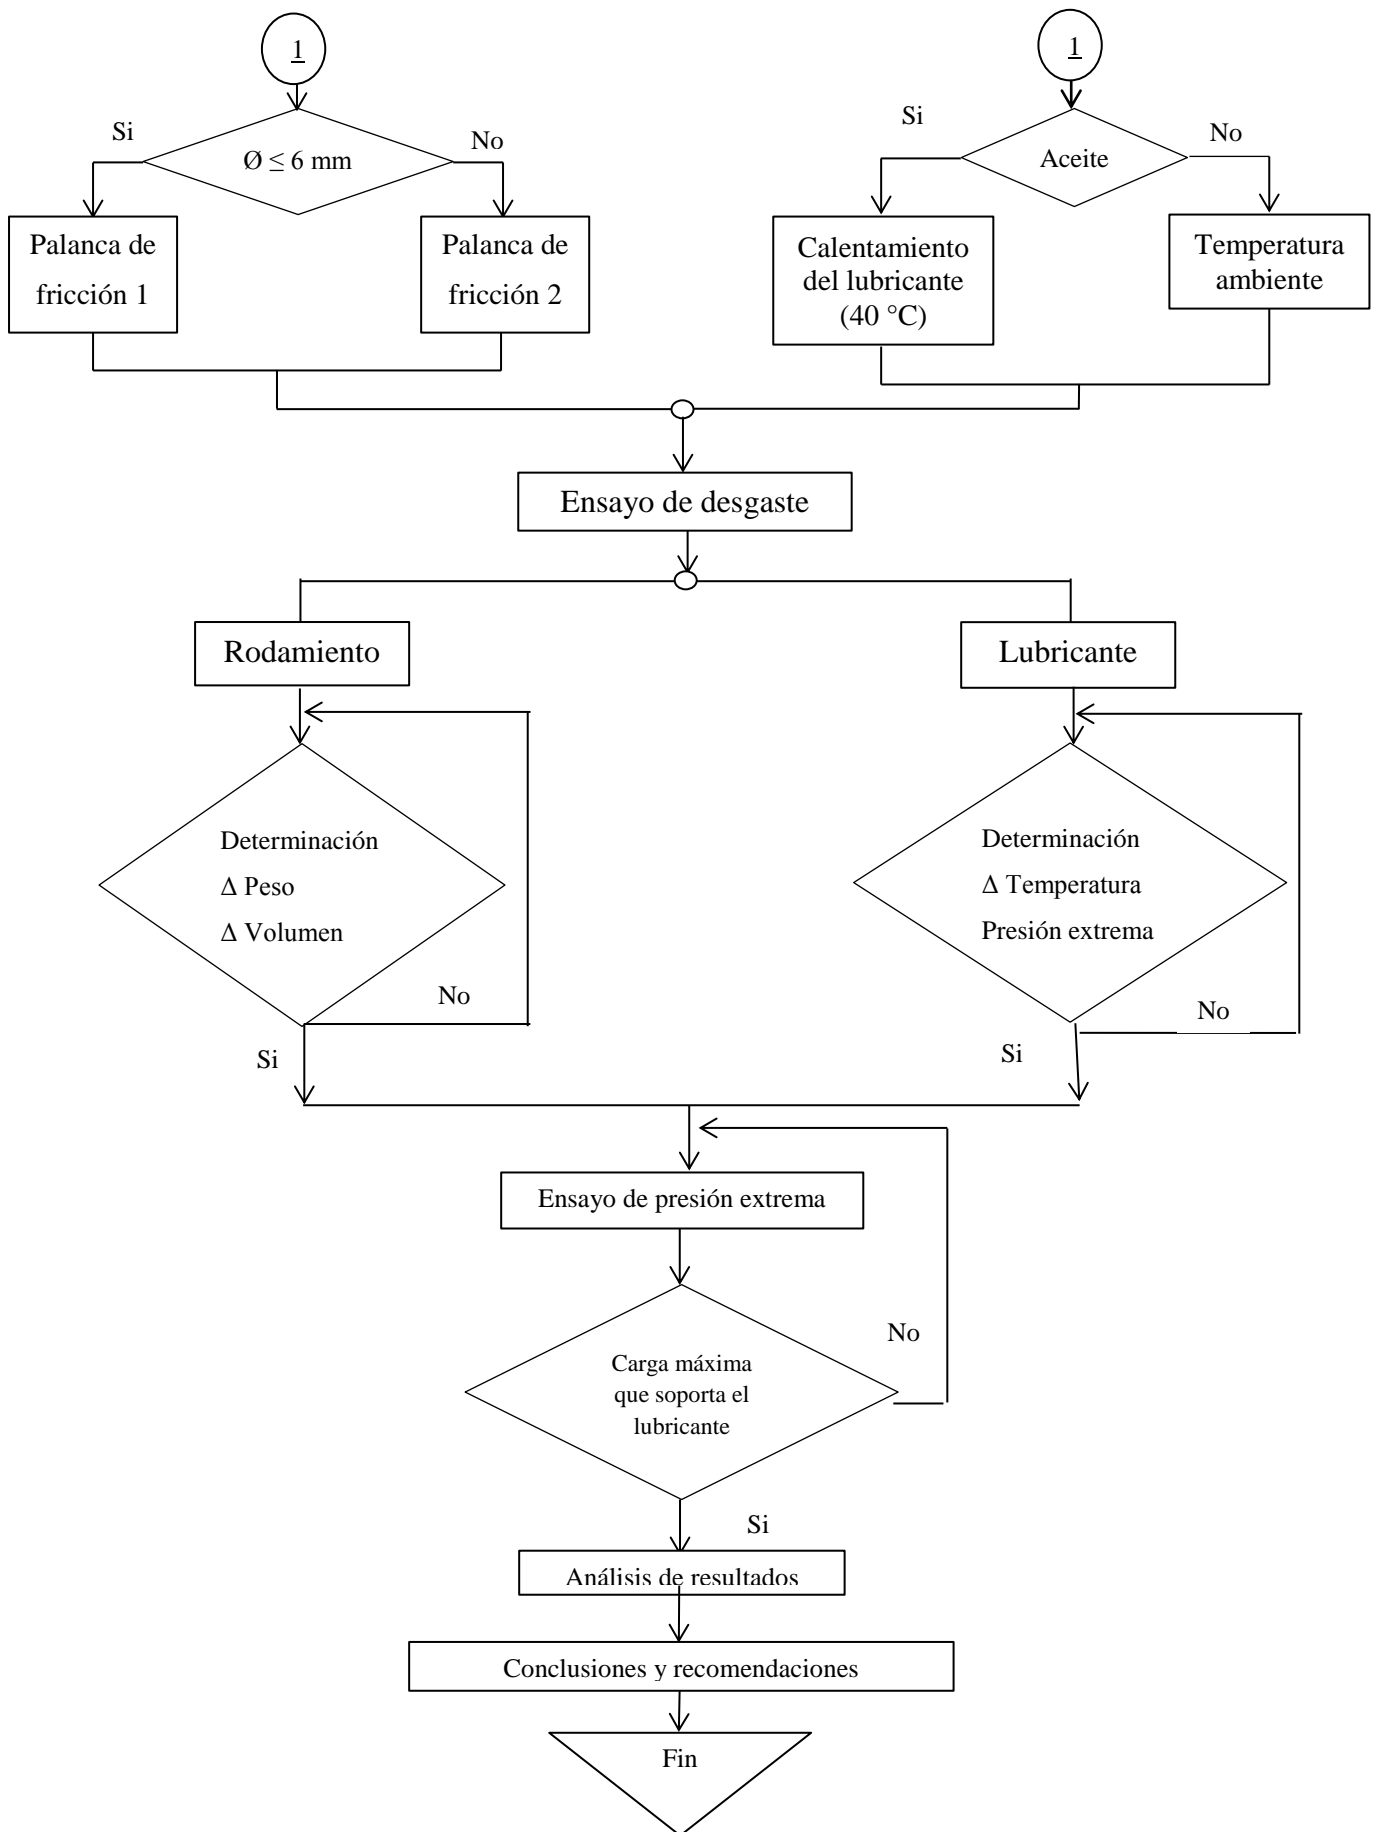 1
1
Si
No
Ø ≤ 6 mm
Si
No
Aceite
Palanca de
fricción 1
Palanca de
fricción 2
Calentamiento
del lubricante
(40 °C)
Temperatura
ambiente
Ensayo de desgaste
Rodamiento
Lubricante
Determinación
Δ Peso
Δ Volumen
No
Si
Determinación
Δ Temperatura
Presión extrema
No
Si
Ensayo de presión extrema
Carga máxima
que soporta el
lubricante
No
Si
Análisis de resultados
Conclusiones y recomendaciones
Fin